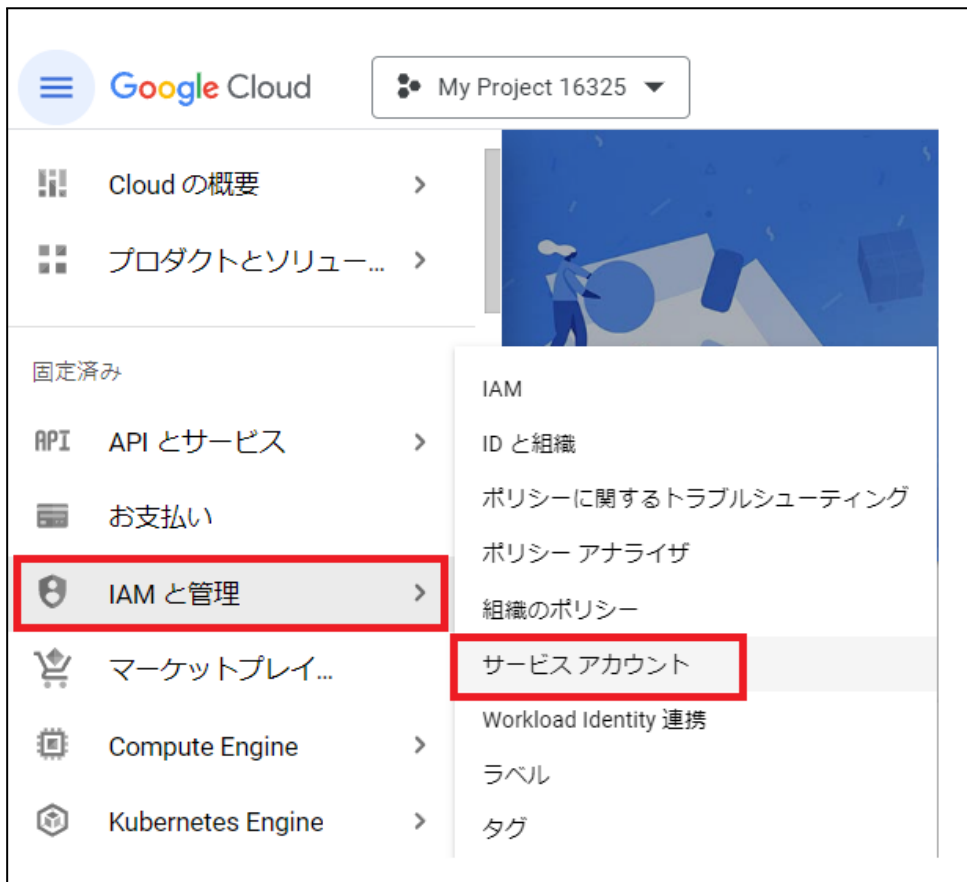 Google Cloud
My Project 16325
Cloud の概要
プロダクトとソリュー...
固定済み
API API とサービス
お支払い
IAM と管理
マーケットプレイ...
Compute Engine
Kubernetes Engine
IAM
ID と組織
ポリシーに関するトラブルシューティング
ポリシー アナライザ
組織のポリシー
サービス アカウント
Workload Identity 連携
ラベル
タグ